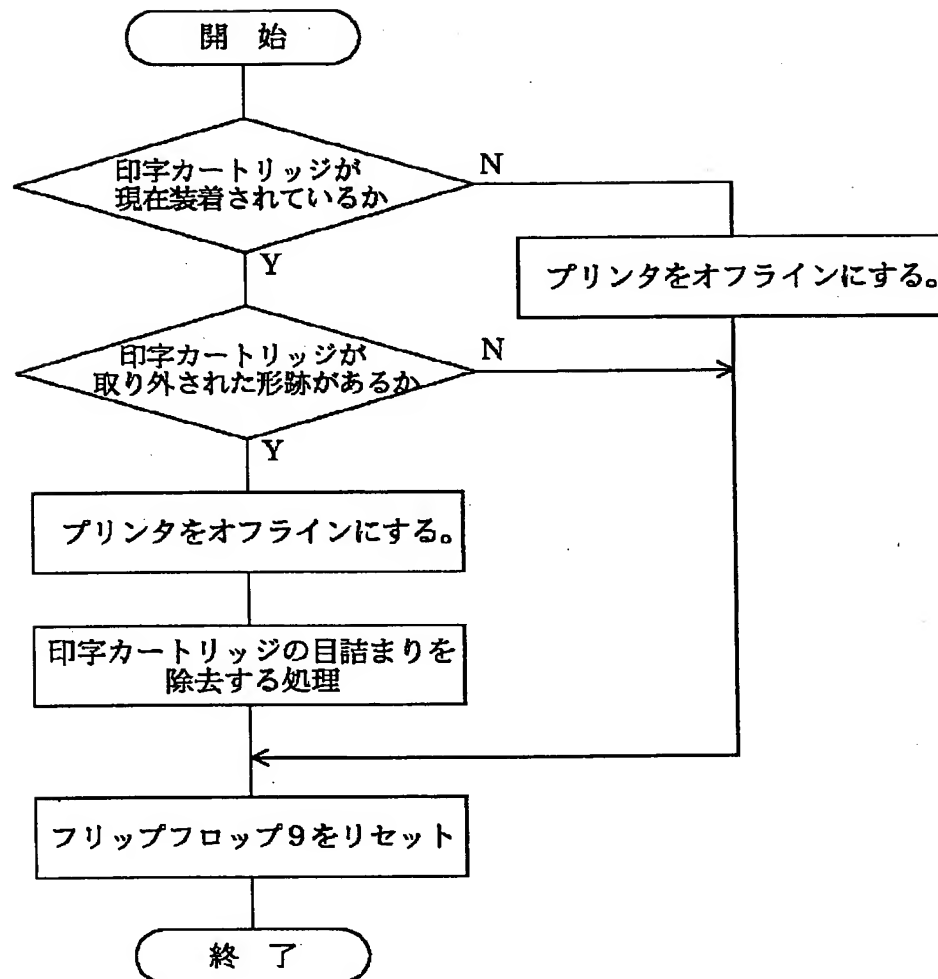 開 始
印字カートリッジが
現在装着されているか
N
Y
プリンタをオフラインにする。
印字カートリッジが
取り外された形跡があるか
N
Y
プリンタをオフラインにする。
印字カートリッジの目詰まりを
除去する処理
フリップフロップ9をリセット
終 了